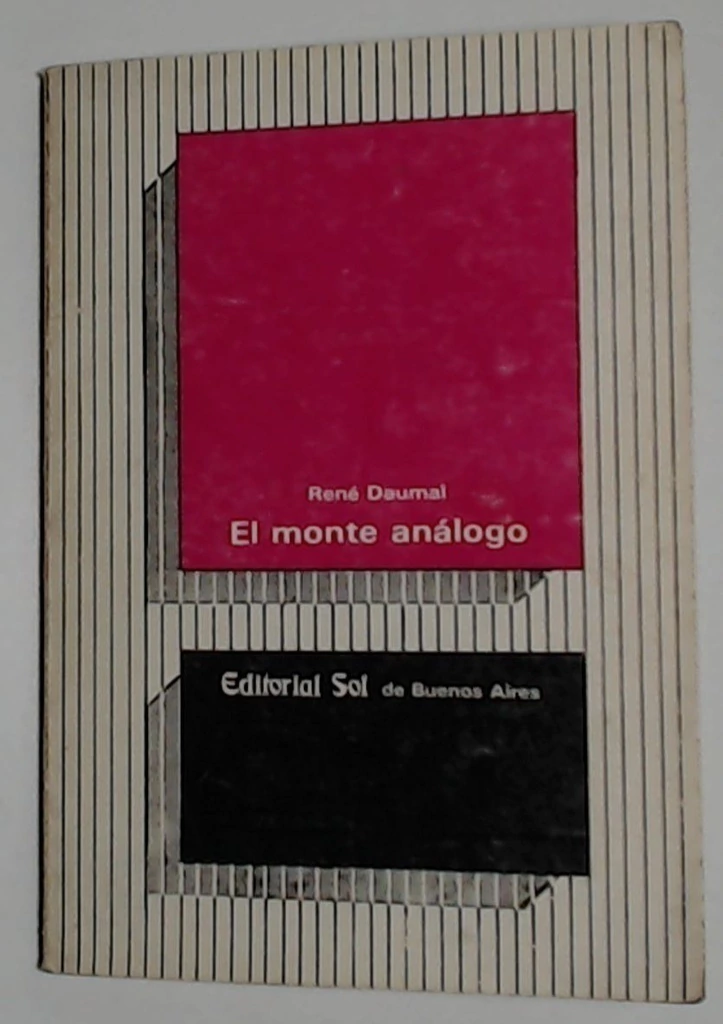 René Daumal
El monte análogo
Editorial Sol de Buenos Aires